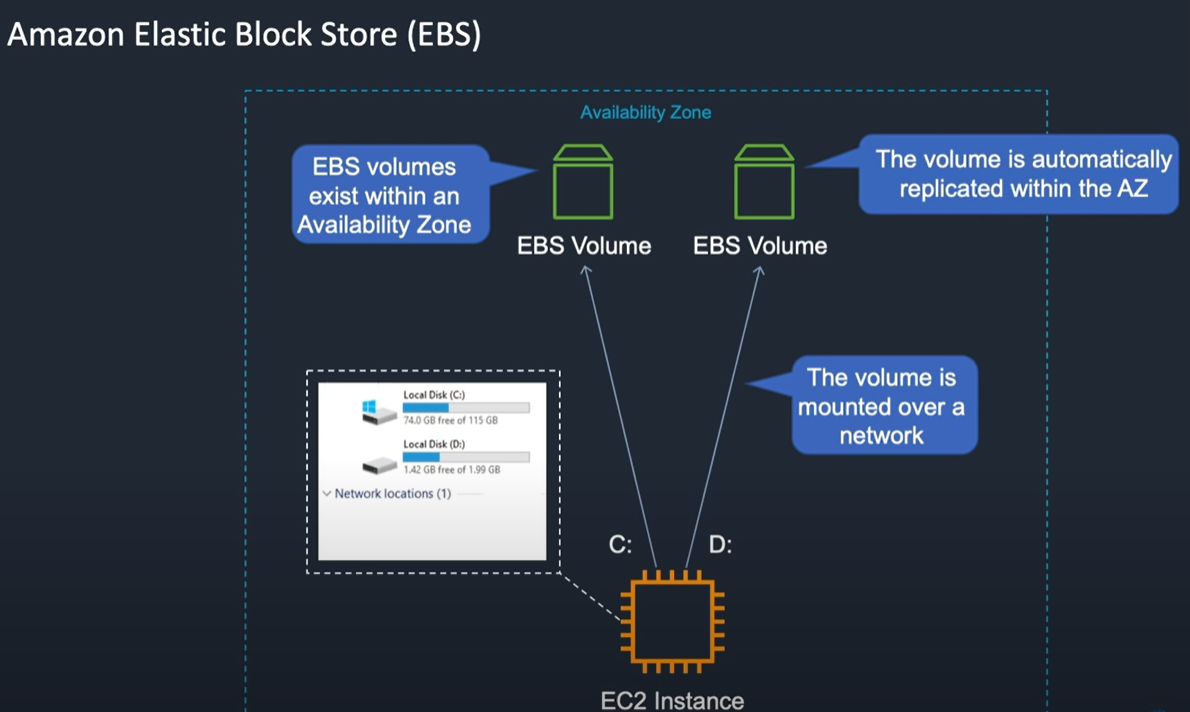 Amazon Elastic Block Store (EBS)
Availability Zone
EBS volumes
exist within an
Availability Zone
The volume is automatically
replicated within the AZ
EBS Volume
EBS Volume
The volume is
mounted over a
network
Local Disk (C:)
74.0 GB free of 115 GB
Local Disk (D:)
1.42 GB free of 1.99 GB
Network locations (1)
C:
D:
EC2 Instance